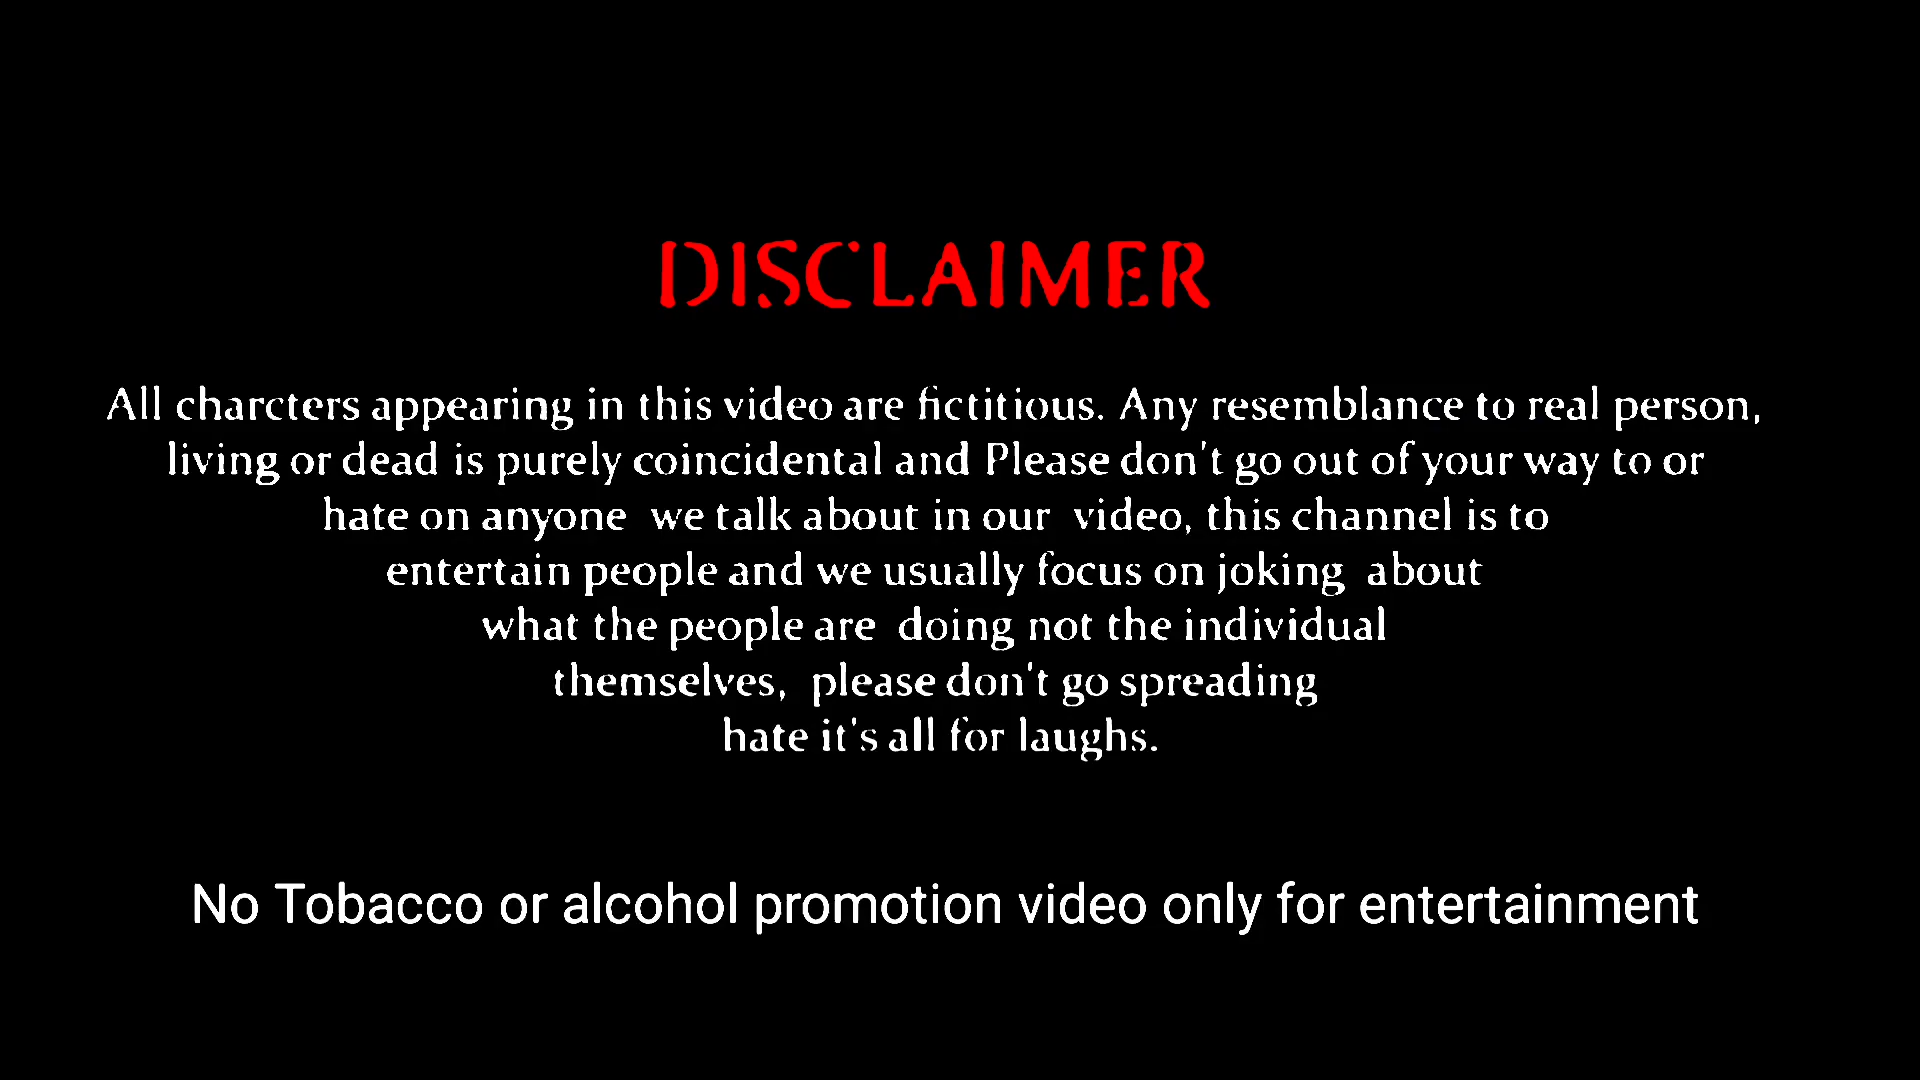 DISCLAIMER
All charcters appearing in this video are fictitious. Any resemblance to real person,
living or dead is purely coincidental and Please don't go out of your way to or
hate on anyone we talk about in our video, this channel is to
entertain people and we usually focus on joking about
what the people are doing not the individual
themselves, please don't go spreading
hate it's all for laughs.
No Tobacco or alcohol promotion video only for entertainment